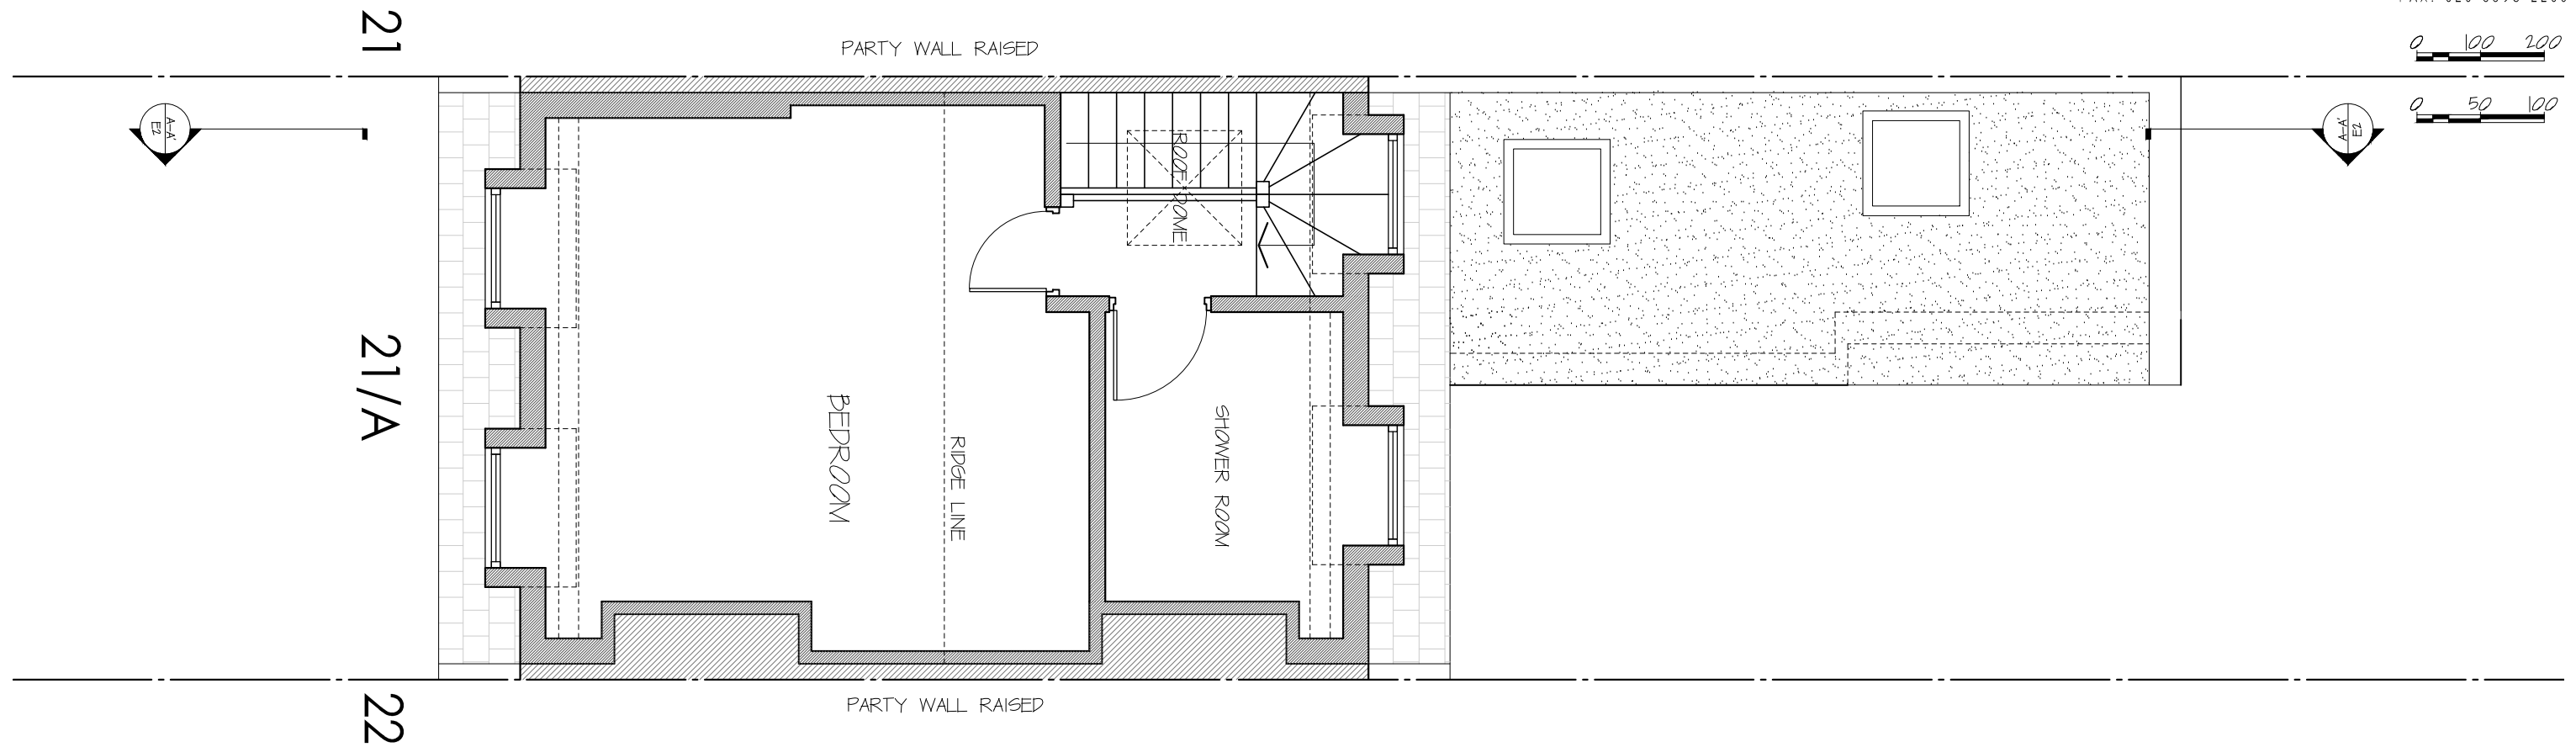 21
PARTY WALL RAISED
0 100 200
0 50 100
A-A'
E2
A-A'
E2
ROOF DOME
21/A
BEDROOM
RIDGE LINE
SHOWER ROOM
PARTY WALL RAISED
22